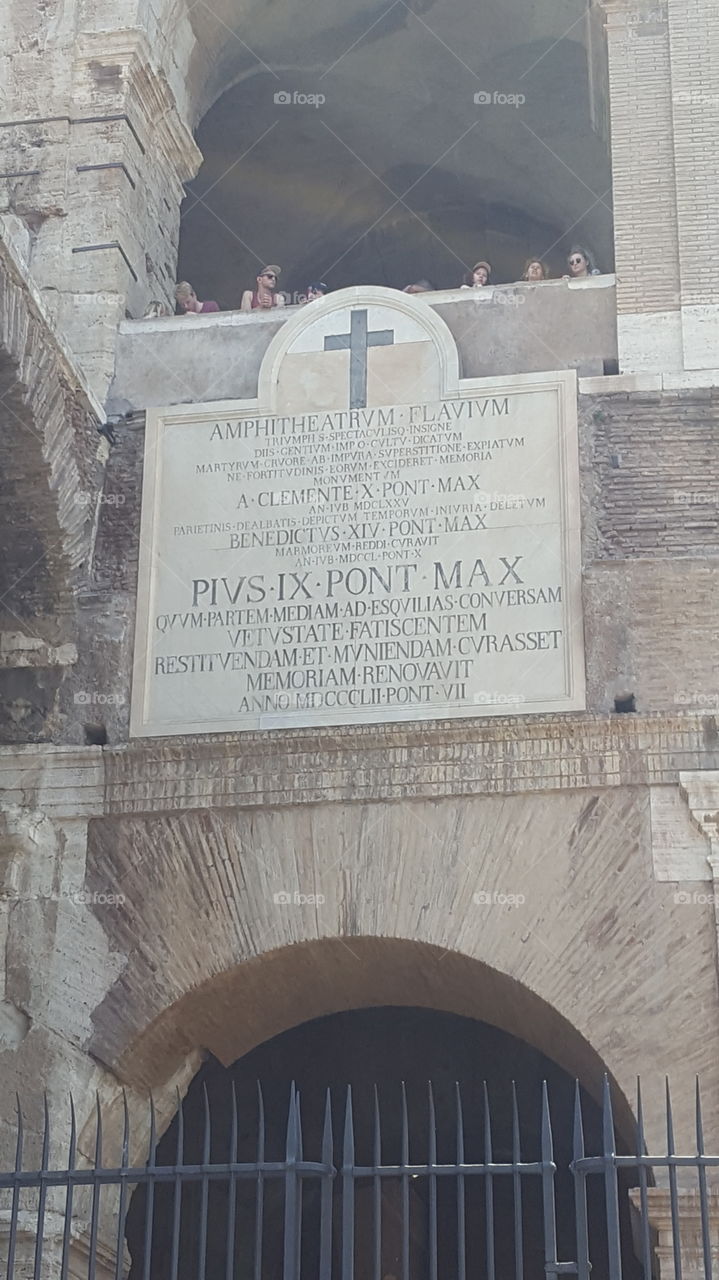 AMPHITHEATRVM · FLAVIVM
TRIVMPHIS · SPECTACVLISQ · INSIGNE
DIIS · GENTIVM · IMPIO · CVLTV · DICATVM
MARTYRVM · CRVORE · AB · IMPVRA · SVPERSTITIONE · EXPIATVM
NE · FORTITVDINIS · EORVM · EXCIDERET · MEMORIA
MONVMENTVM
A · CLEMENTE · X · PONT · MAX
AN · IVB · MDCLXXV
PARIETINIS · DEALBATIS · DEPICTVM · TEMPORVM · INIVRIA · DELETVM
BENEDICTVS · XIV · PONT · MAX
MARMOREVM · REDDI · CVRAVIT
AN · IVB · MDCCL · PONT · X
PIVS · IX · PONT · MAX
QVVM · PARTEM · MEDIAM · AD · ESQVILIAS · CONVERSAM
VETVSTATE · FATISCENTEM
RESTITVENDAM · ET · MVNIENDAM · CVRASSET
MEMORIAM · RENOVAVIT
ANNO MDCCCLII · PONT · VII